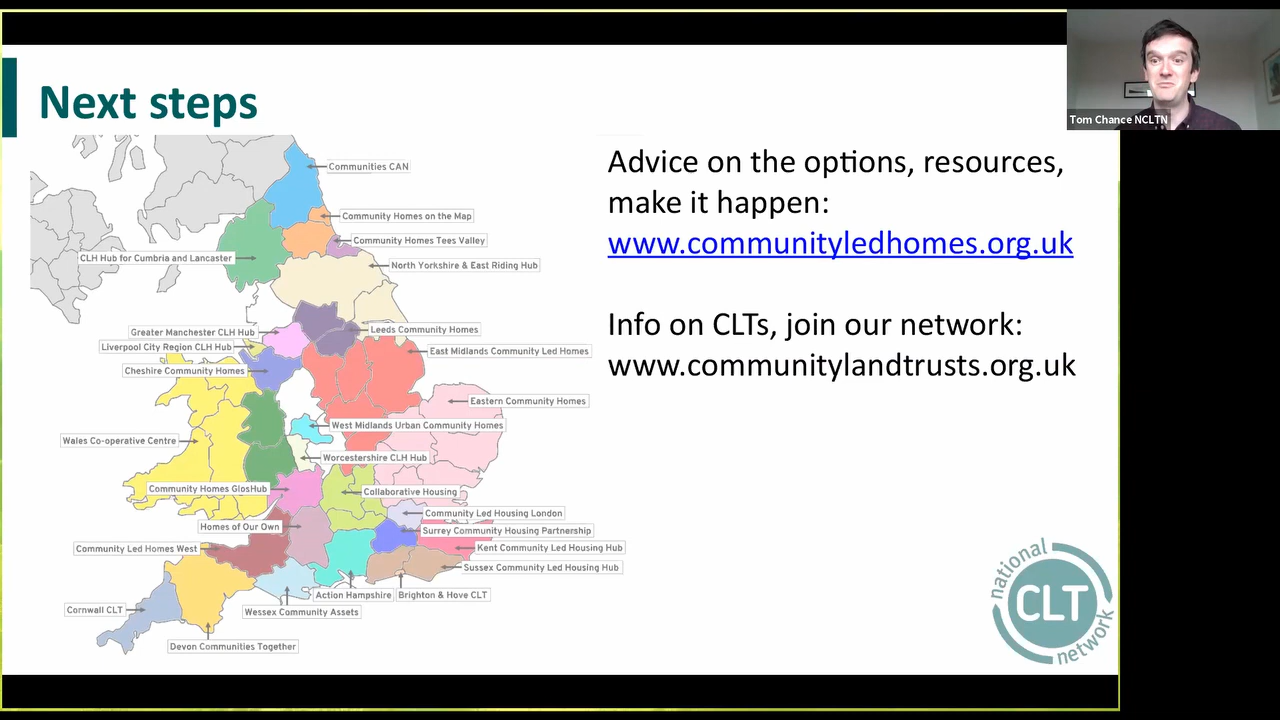 Next steps
Tom Chance NCLTN
Communities CAN
Community Homes on the Map
Community Homes Tees Valley
CLH Hub for Cumbria and Lancaster
North Yorkshire & East Riding Hub
Greater Manchester CLH Hub
Leeds Community Homes
Liverpool City Region CLH Hub
East Midlands Community Led Homes
Cheshire Community Homes
Eastern Community Homes
West Midlands Urban Community Homes
Wales Co-operative Centre
Worcestershire CLH Hub
Community Homes GlosHub
Collaborative Housing
Community Led Housing London
Homes of Our Own
Surrey Community Housing Partnership
Community Led Homes West
Kent Community Led Housing Hub
Sussex Community Led Housing Hub
Action Hampshire
Brighton & Hove CLT
Cornwall CLT
Wessex Community Assets
Devon Communities Together
Advice on the options, resources,
make it happen:
www.communityledhomes.org.uk
Info on CLTs, join our network:
www.communitylandtrusts.org.uk
national
CLT
network